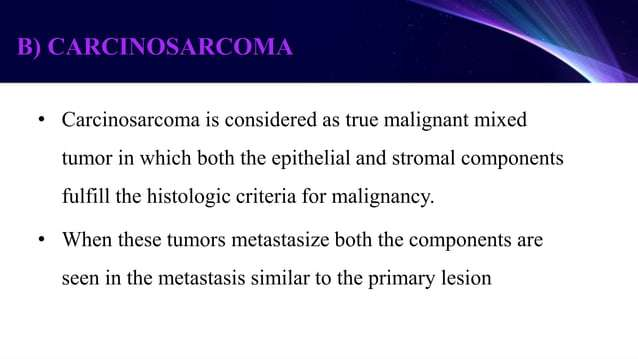 B) CARCINOSARCOMA
• Carcinosarcoma is considered as true malignant mixed
tumor in which both the epithelial and stromal components
fulfill the histologic criteria for malignancy.
• When these tumors metastasize both the components are
seen in the metastasis similar to the primary lesion